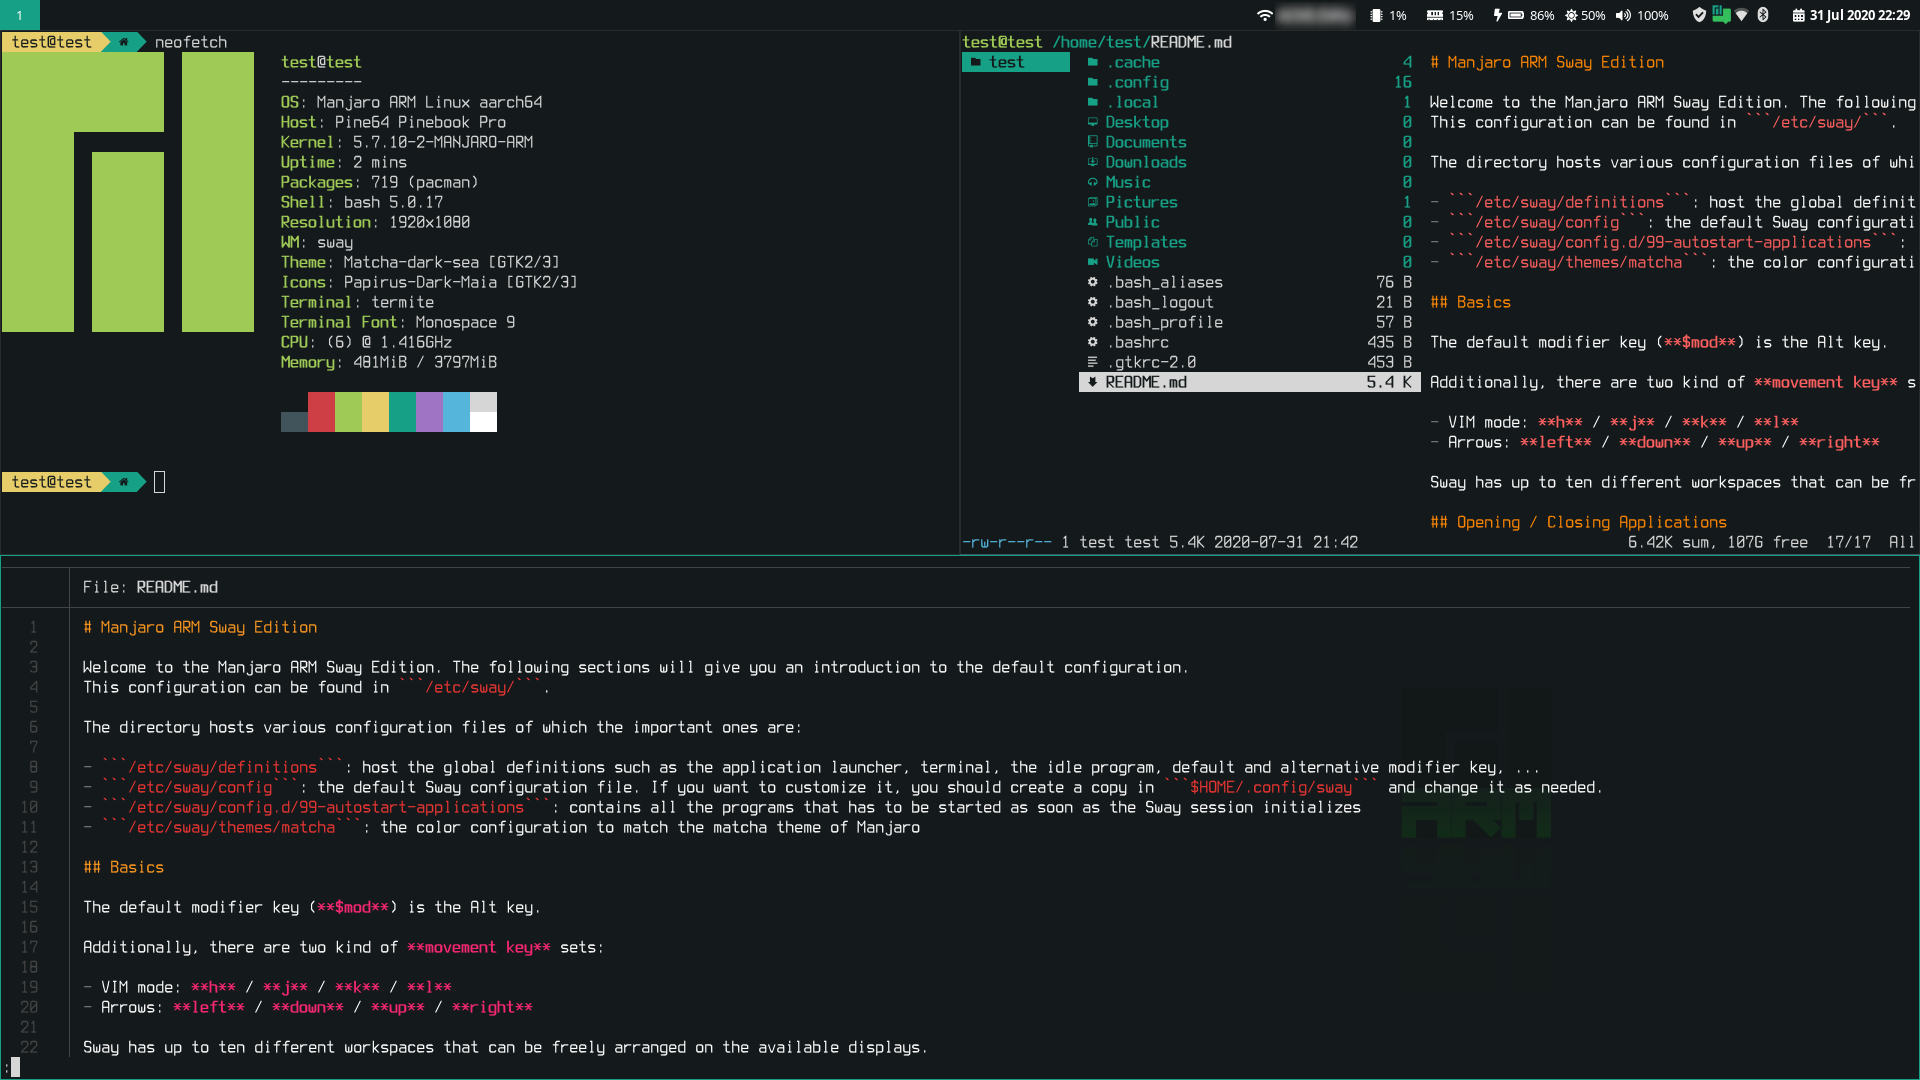 1
1% 15% 86% 50% 100% 31 Jul 2020 22:29
test@test neofetch
test@test
---------
OS: Manjaro ARM Linux aarch64
Host: Pine64 Pinebook Pro
Kernel: 5.7.10-2-MANJARO-ARM
Uptime: 2 mins
Packages: 719 (pacman)
Shell: bash 5.0.17
Resolution: 1920x1080
WM: sway
Theme: Matcha-dark-sea [GTK2/3]
Icons: Papirus-Dark-Maia [GTK2/3]
Terminal: termite
Terminal Font: Monospace 9
CPU: (6) @ 1.416GHz
Memory: 481MiB / 3797MiB
test@test
test@test /home/test/README.md
test
.cache 4
.config 16
.local 1
Desktop 0
Documents 0
Downloads 0
Music 0
Pictures 1
Public 0
Templates 0
Videos 0
.bash_aliases 76 B
.bash_logout 21 B
.bash_profile 57 B
.bashrc 435 B
.gtkrc-2.0 453 B
README.md 5.4 K
# Manjaro ARM Sway Edition
Welcome to the Manjaro ARM Sway Edition. The following
This configuration can be found in ```/etc/sway/```.
The directory hosts various configuration files of whi
- ```/etc/sway/definitions```: host the global definit
- ```/etc/sway/config```: the default Sway configurati
- ```/etc/sway/config.d/99-autostart-applications```:
- ```/etc/sway/themes/matcha```: the color configurati
## Basics
The default modifier key (**$mod**) is the Alt key.
Additionally, there are two kind of **movement key** s
- VIM mode: **h** / **j** / **k** / **l**
- Arrows: **left** / **down** / **up** / **right**
Sway has up to ten different workspaces that can be fr
## Opening / Closing Applications
-rw-r--r-- 1 test test 5.4K 2020-07-31 21:42 6.42K sum, 107G free 17/17 All
File: README.md
1 # Manjaro ARM Sway Edition
2
3 Welcome to the Manjaro ARM Sway Edition. The following sections will give you an introduction to the default configuration.
4 This configuration can be found in ```/etc/sway/```.
5
6 The directory hosts various configuration files of which the important ones are:
7
8 - ```/etc/sway/definitions```: host the global definitions such as the application launcher, terminal, the idle program, default and alternative modifier key, ...
9 - ```/etc/sway/config```: the default Sway configuration file. If you want to customize it, you should create a copy in ```$HOME/.config/sway``` and change it as needed.
10 - ```/etc/sway/config.d/99-autostart-applications```: contains all the programs that has to be started as soon as the Sway session initializes
11 - ```/etc/sway/themes/matcha```: the color configuration to match the matcha theme of Manjaro
12
13 ## Basics
14
15 The default modifier key (**$mod**) is the Alt key.
16
17 Additionally, there are two kind of **movement key** sets:
18
19 - VIM mode: **h** / **j** / **k** / **l**
20 - Arrows: **left** / **down** / **up** / **right**
21
22 Sway has up to ten different workspaces that can be freely arranged on the available displays.
:
ARM